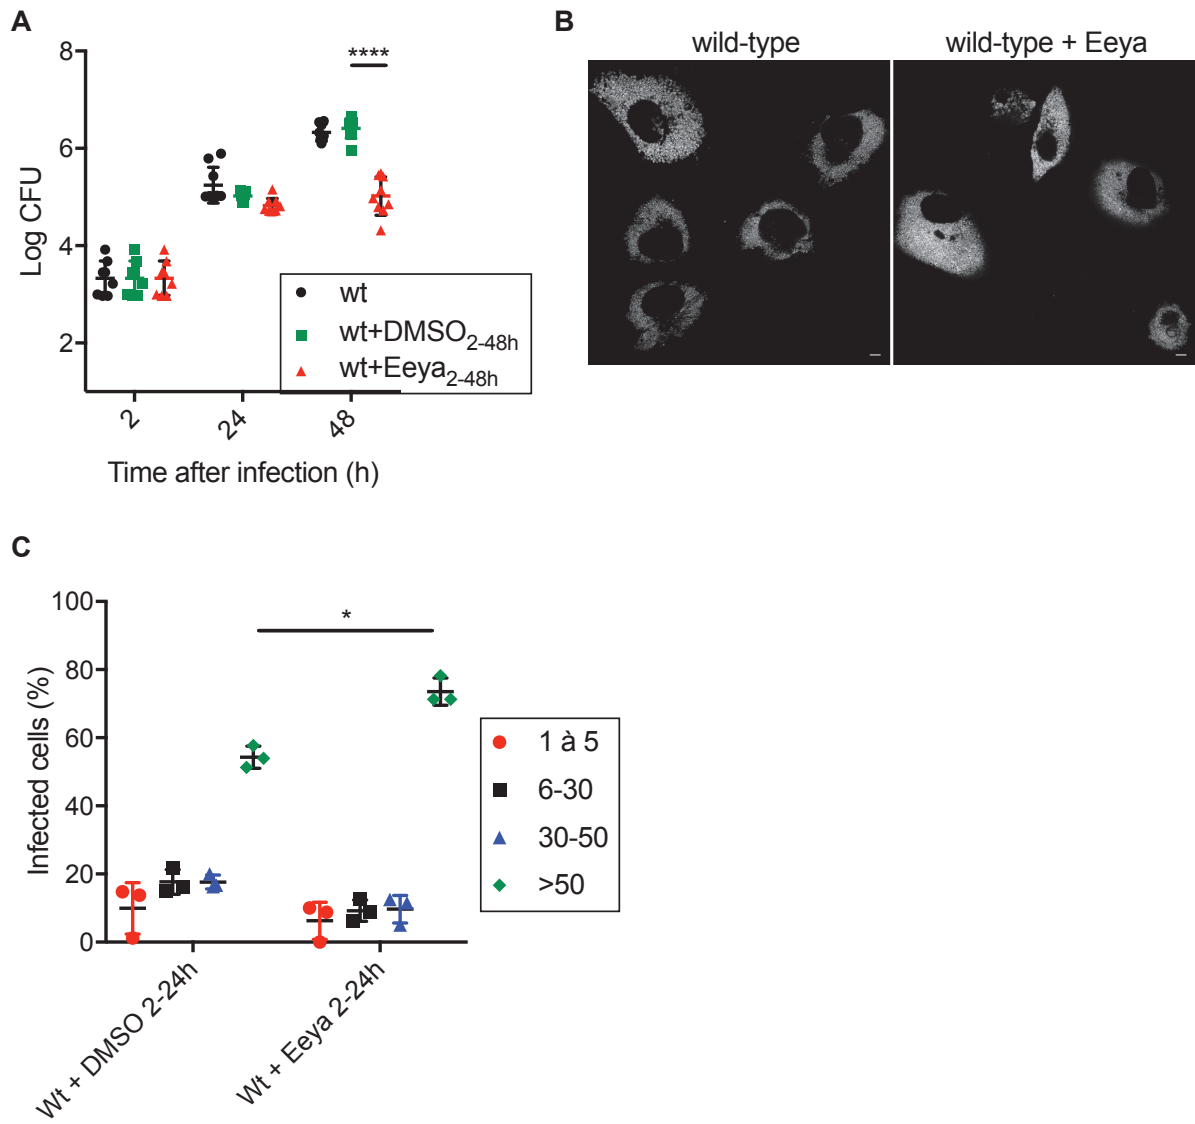 A
8
6
4
2
Log CFU
****
wt
wt+DMSO2-48h
wt+Eeya2-48h
2
24
48
Time after infection (h)
B
wild-type
wild-type + Eeya
C
100
80
60
40
20
0
Infected cells (%)
*
1 à 5
6-30
30-50
>50
Wt + DMSO 2-24h
Wt + Eeya 2-24h